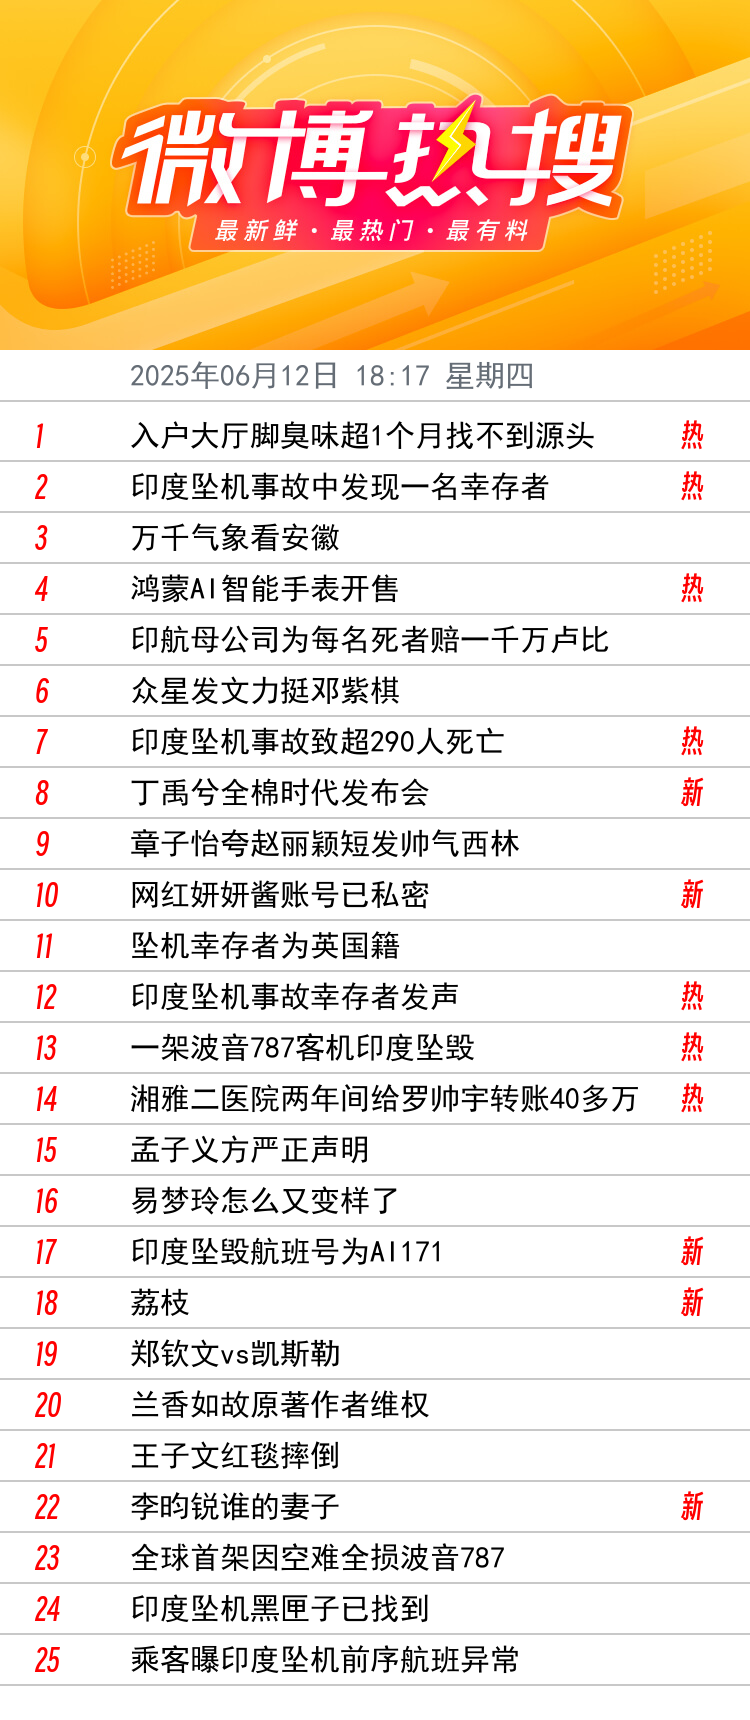 微博热搜
最新鲜·最热门·最有料
2025年06月12日 18:17 星期四
1 入户大厅脚臭味超1个月找不到源头 热
2 印度坠机事故中发现一名幸存者 热
3 万千气象看安徽
4 鸿蒙AI智能手表开售 热
5 印航母公司为每名死者赔一千万卢比
6 众星发文力挺邓紫棋
7 印度坠机事故致超290人死亡 热
8 丁禹兮全棉时代发布会 新
9 章子怡夸赵丽颖短发帅气西林
10 网红妍妍酱账号已私密 新
11 坠机幸存者为英国籍
12 印度坠机事故幸存者发声 热
13 一架波音787客机印度坠毁 热
14 湘雅二医院两年间给罗帅宇转账40多万 热
15 孟子义方严正声明
16 易梦玲怎么又变样了
17 印度坠毁航班号为AI171 新
18 荔枝 新
19 郑钦文vs凯斯勒
20 兰香如故原著作者维权
21 王子文红毯摔倒
22 李昀锐谁的妻子 新
23 全球首架因空难全损波音787
24 印度坠机黑匣子已找到
25 乘客曝印度坠机前序航班异常